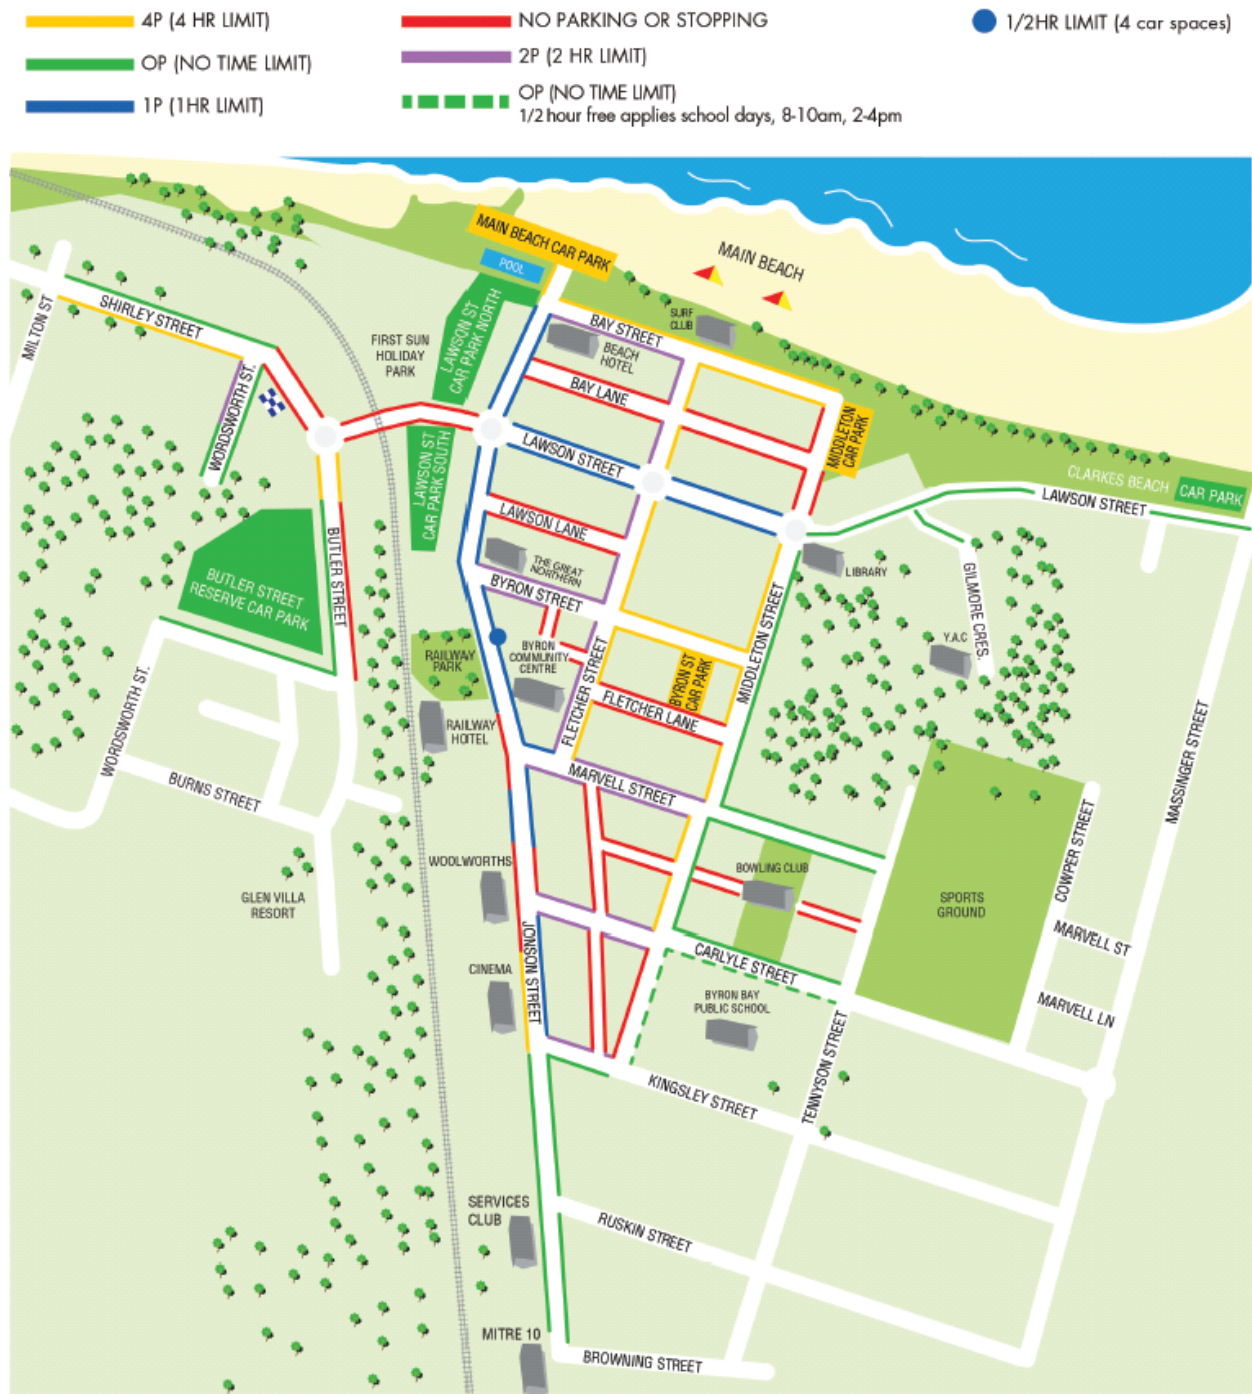 4P (4 HR LIMIT)
OP (NO TIME LIMIT)
1P (1HR LIMIT)
NO PARKING OR STOPPING
2P (2 HR LIMIT)
OP (NO TIME LIMIT)
1/2 hour free applies school days, 8-10am, 2-4pm
1/2HR LIMIT (4 car spaces)
MAIN BEACH CAR PARK
POOL
MAIN BEACH
SHIRLEY STREET
MILTON ST
FIRST SUN
HOLIDAY
PARK
LAWSON ST
CAR PARK NORTH
BAY STREET
SURF
CLUB
BEACH
HOTEL
BAY LANE
WORDSWORTH ST.
LAWSON ST
CAR PARK SOUTH
LAWSON STREET
MIDDLETON
CAR PARK
CLARKES BEACH
CAR PARK
LAWSON STREET
LAWSON LANE
BUTLER STREET
BUTLER STREET
RESERVE CAR PARK
THE GREAT
NORTHERN
BYRON STREET
LIBRARY
GILMORE CRES.
Y.A.C
MIDDLETON STREET
RAILWAY
PARK
BYRON
COMMUNITY
CENTRE
FLETCHER STREET
BYRON ST
CAR PARK
FLETCHER LANE
WORDSWORTH ST.
RAILWAY
HOTEL
BURNS STREET
MARVELL STREET
MASSINGER STREET
WOOLWORTHS
BOWLING CLUB
COWPER STREET
GLEN VILLA
RESORT
SPORTS
GROUND
MARVELL ST
JONSON STREET
CINEMA
CARLYLE STREET
BYRON BAY
PUBLIC SCHOOL
MARVELL LN
TENNYSON STREET
KINGSLEY STREET
SERVICES
CLUB
RUSKIN STREET
MITRE 10
BROWNING STREET